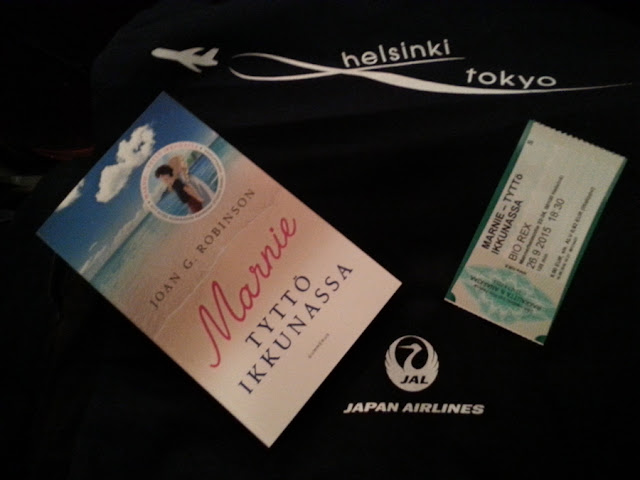 helsinki
tokyo
JOAN G. ROBINSON
Marnie
TYTTÖ
IKKUNASSA
MARNIE - TYTTÖ
IKKUNASSA
BIO REX
26.9 2015 18:30
JAL
JAPAN AIRLINES